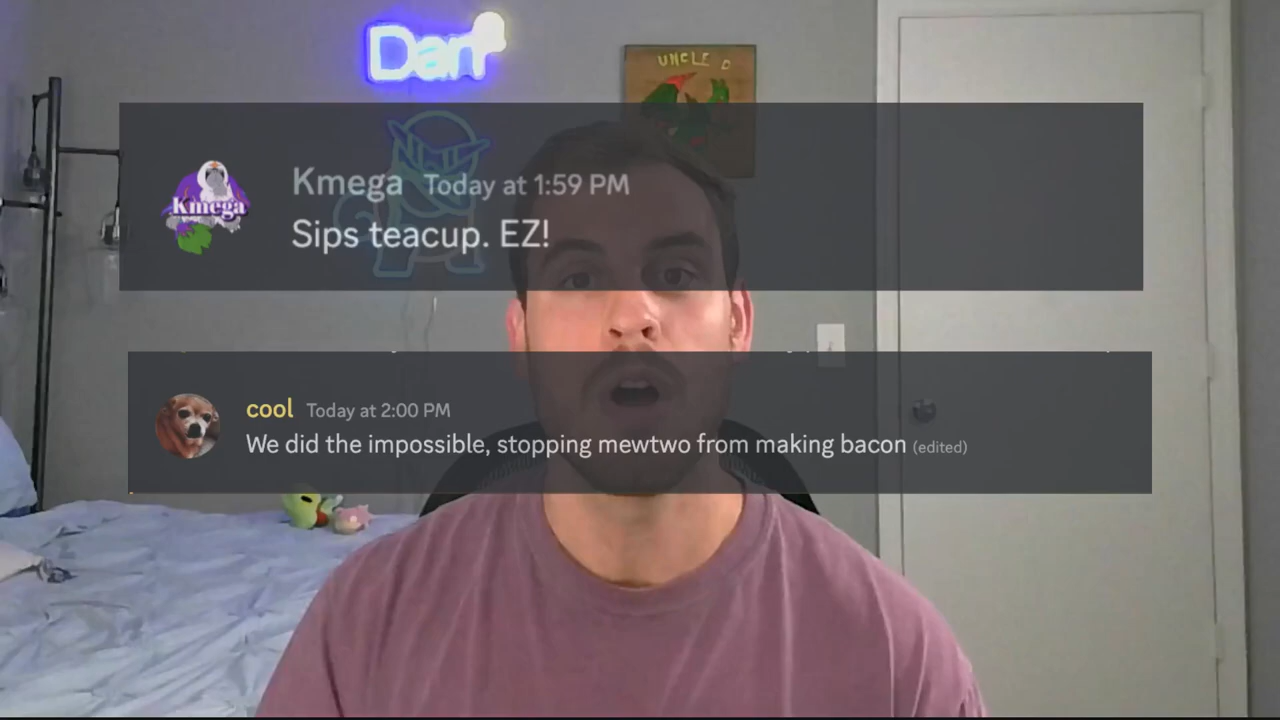 Dan
UNCLE D
Kmega Today at 1:59 PM
Kmega
Sips teacup. EZ!
cool Today at 2:00 PM
We did the impossible, stopping mewtwo from making bacon (edited)